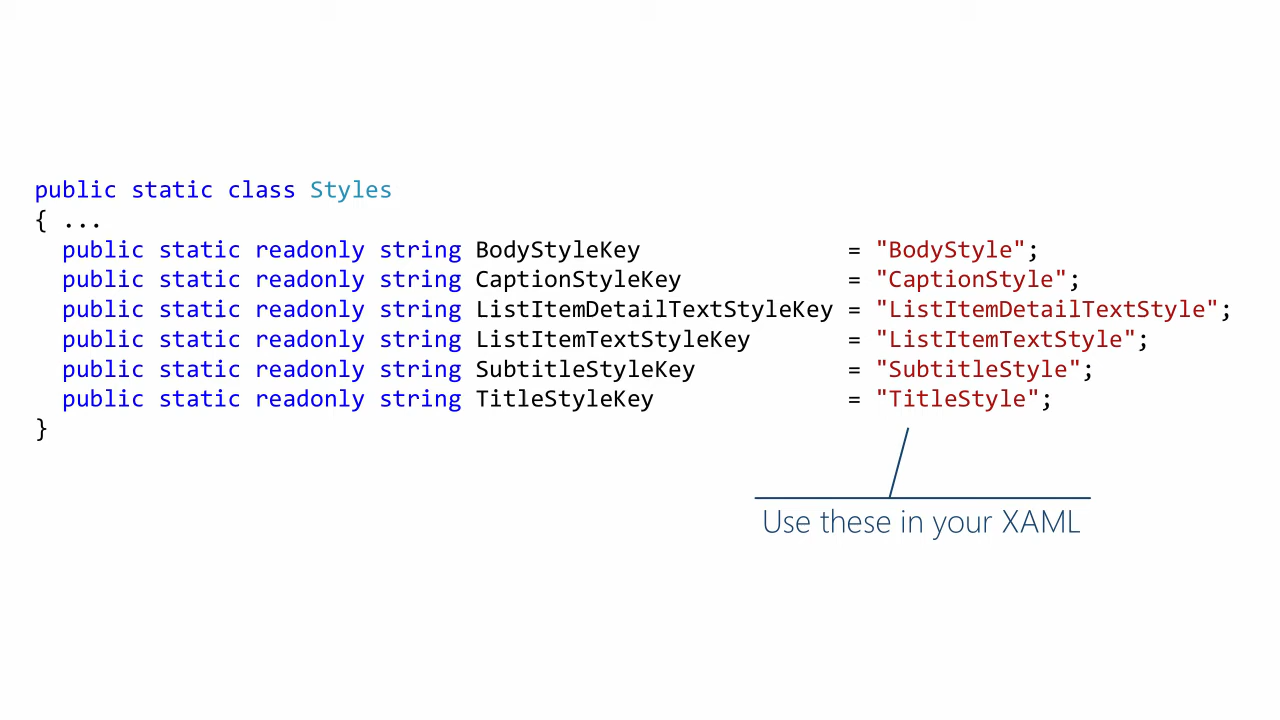 public static class Styles
{ ...
  public static readonly string BodyStyleKey               = "BodyStyle";
  public static readonly string CaptionStyleKey            = "CaptionStyle";
  public static readonly string ListItemDetailTextStyleKey = "ListItemDetailTextStyle";
  public static readonly string ListItemTextStyleKey       = "ListItemTextStyle";
  public static readonly string SubtitleStyleKey           = "SubtitleStyle";
  public static readonly string TitleStyleKey              = "TitleStyle";
}
Use these in your XAML